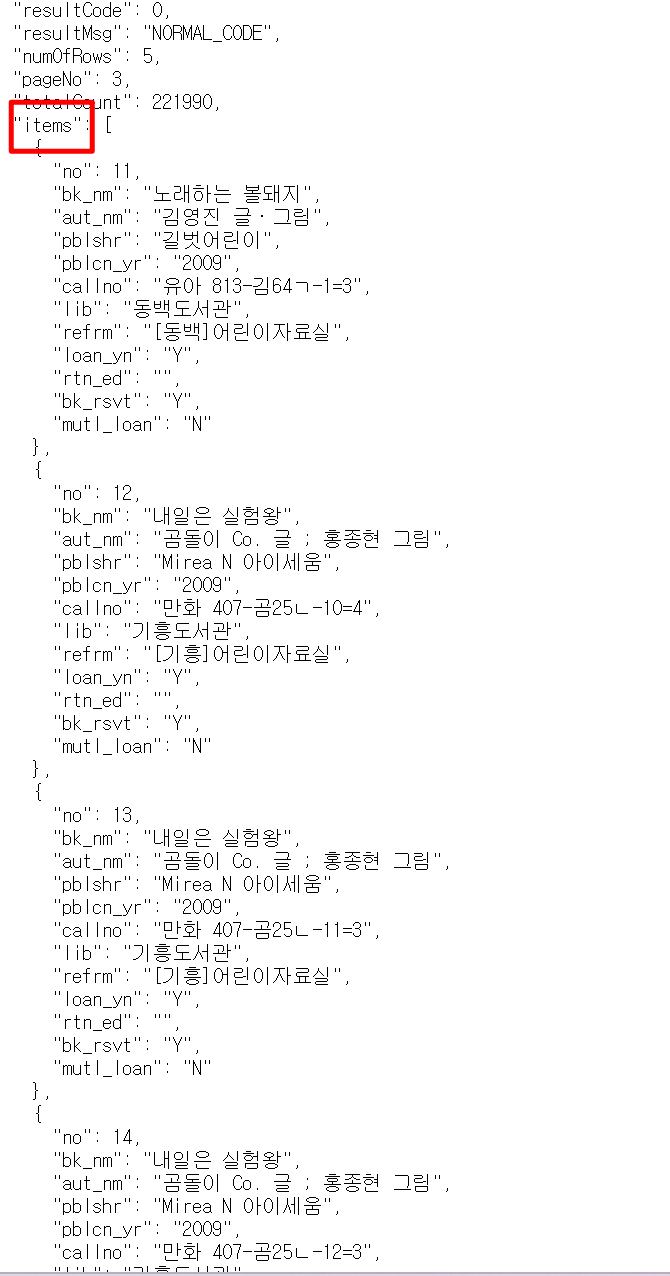 "resultCode": 0,
"resultMsg": "NORMAL_CODE",
"numOfRows": 5,
"pageNo": 3,
"totalCount": 221990,
"items": [
{
"no": 11,
"bk_nm": "노래하는 볼돼지",
"aut_nm": "김영진 글·그림",
"pblshr": "길벗어린이",
"pblcn_yr": "2009",
"callno": "유아 813-김64ㄱ-1=3",
"lib": "동백도서관",
"refrm": "[동백]어린이자료실",
"loan_yn": "Y",
"rtn_ed": "",
"bk_rsvt": "Y",
"mutl_loan": "N"
},
{
"no": 12,
"bk_nm": "내일은 실험왕",
"aut_nm": "곰돌이 Co. 글 ; 홍종현 그림",
"pblshr": "Mirea N 아이세움",
"pblcn_yr": "2009",
"callno": "만화 407-곰25ㄴ-10=4",
"lib": "기흥도서관",
"refrm": "[기흥]어린이자료실",
"loan_yn": "Y",
"rtn_ed": "",
"bk_rsvt": "Y",
"mutl_loan": "N"
},
{
"no": 13,
"bk_nm": "내일은 실험왕",
"aut_nm": "곰돌이 Co. 글 ; 홍종현 그림",
"pblshr": "Mirea N 아이세움",
"pblcn_yr": "2009",
"callno": "만화 407-곰25ㄴ-11=3",
"lib": "기흥도서관",
"refrm": "[기흥]어린이자료실",
"loan_yn": "Y",
"rtn_ed": "",
"bk_rsvt": "Y",
"mutl_loan": "N"
},
{
"no": 14,
"bk_nm": "내일은 실험왕",
"aut_nm": "곰돌이 Co. 글 ; 홍종현 그림",
"pblshr": "Mirea N 아이세움",
"pblcn_yr": "2009",
"callno": "만화 407-곰25ㄴ-12=3",